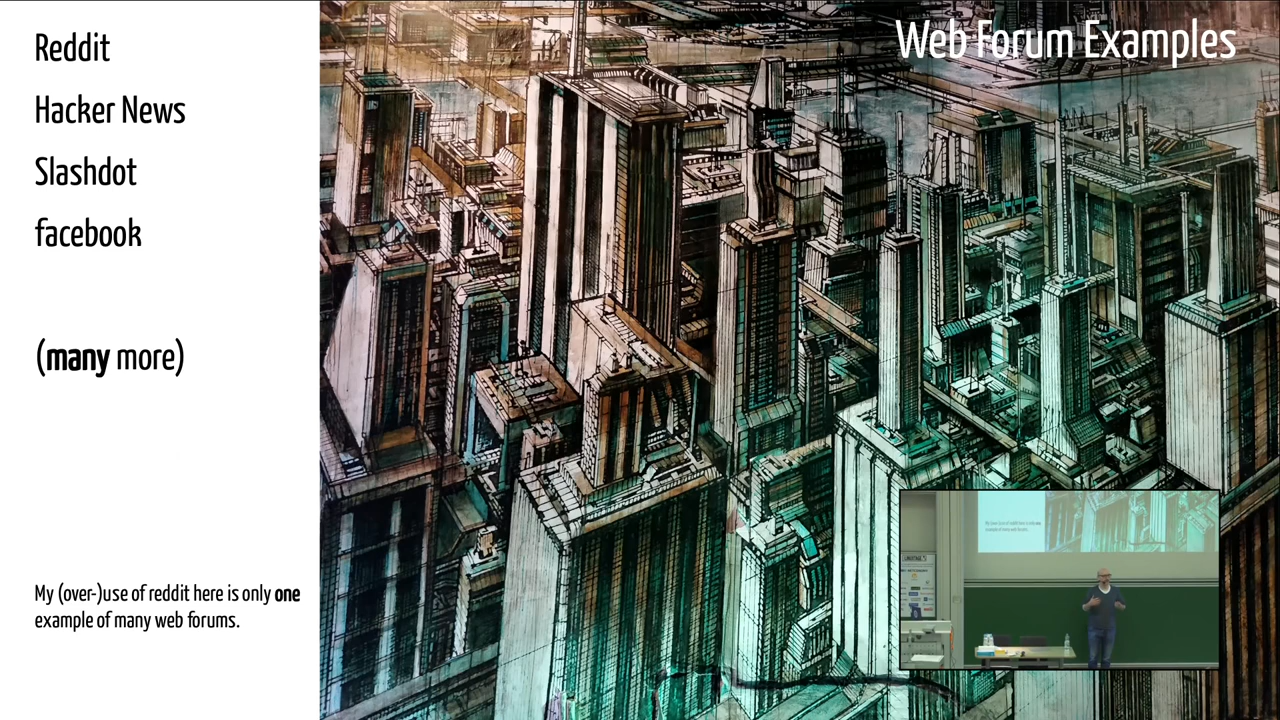 Web Forum Examples
Reddit
Hacker News
Slashdot
facebook
(many more)
My (over-)use of reddit here is only one
example of many web forums.